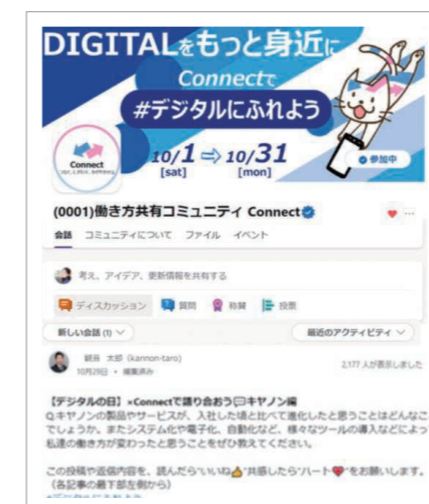 DIGITALをもっと身近に
Connectで
#デジタルにふれよう
10/1 ⇒ 10/31
[sat] [mon]
Connect
参加中
(0001)働き方共有コミュニティ Connect
会話 コミュニティについて ファイル イベント
考え、アイデア、更新情報を共有する
ディスカッション 質問 称賛 投票
新しい会話 (1) 最近のアクティビティ
太郎 (kannon-taro)
2,177 人が表示しました
10月29日 • 編集済み
【デジタルの日】×Connectで語り合おう💬キヤノン編
Q.キヤノンの製品やサービスが、入社した頃と比べて進化したと思うことはどんなこ
でしょうか。またシステム化や電子化、自動化など、様々なツールの導入などによっ
私達の働き方が変わったと思うことをぜひ教えてください。
この投稿や返信内容を、読んだら"いいね👍"共感したら"ハート❤"をお願いします。
(各記事の最下部左側から)
#デジタルにふれよう